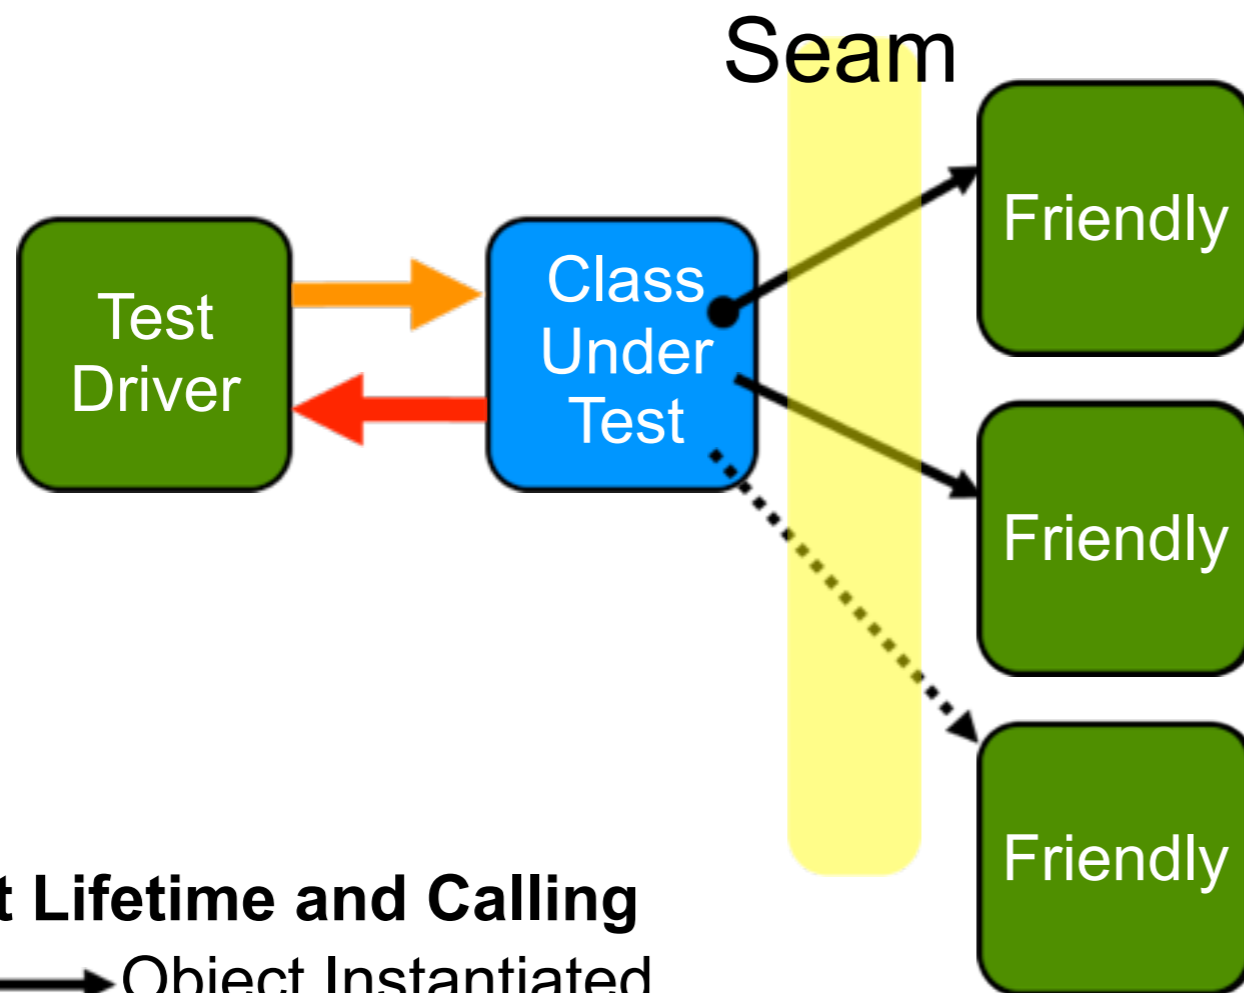 Seam
Friendly
Test
Driver
Class
Under
Test
Friendly
Friendly
t Lifetime and Calling
Object Instantiated